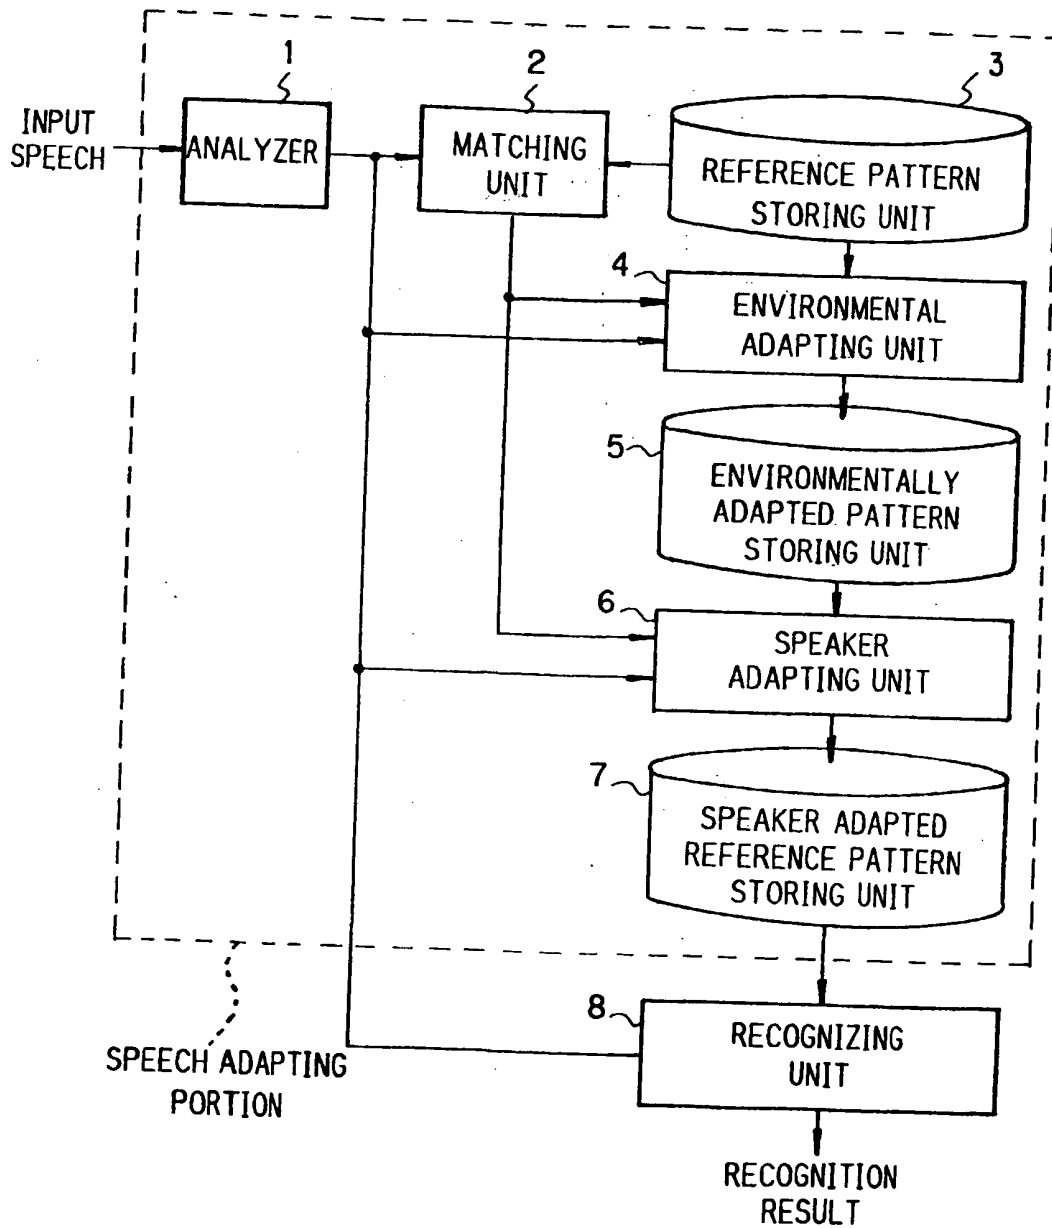 1
2
3
INPUT
SPEECH
ANALYZER
MATCHING
UNIT
REFERENCE PATTERN
STORING UNIT
4
ENVIRONMENTAL
ADAPTING UNIT
5
ENVIRONMENTALLY
ADAPTED PATTERN
STORING UNIT
6
SPEAKER
ADAPTING UNIT
7
SPEAKER ADAPTED
REFERENCE PATTERN
STORING UNIT
8
RECOGNIZING
UNIT
SPEECH ADAPTING
PORTION
RECOGNITION
RESULT